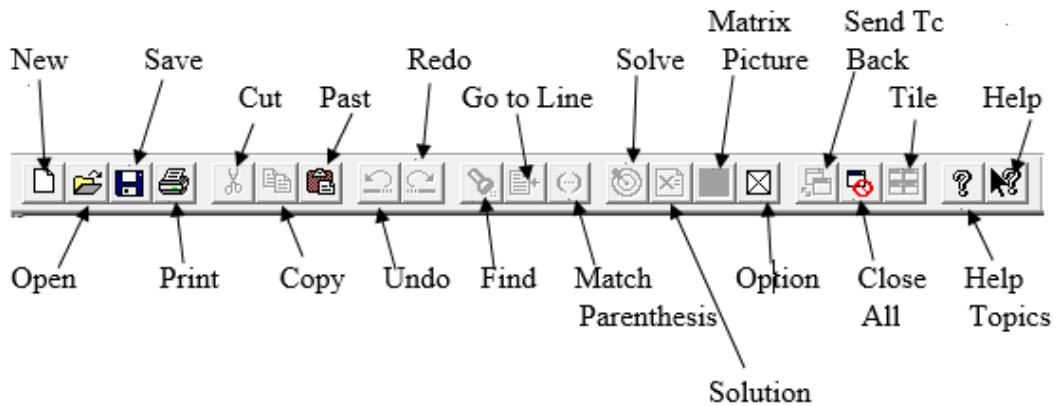 Matrix Send Tc
New Save Redo Solve Picture Back
Cut Past Go to Line Tile Help
Open Print Copy Undo Find Match Option Close Help
Parenthesis All Topics
Solution